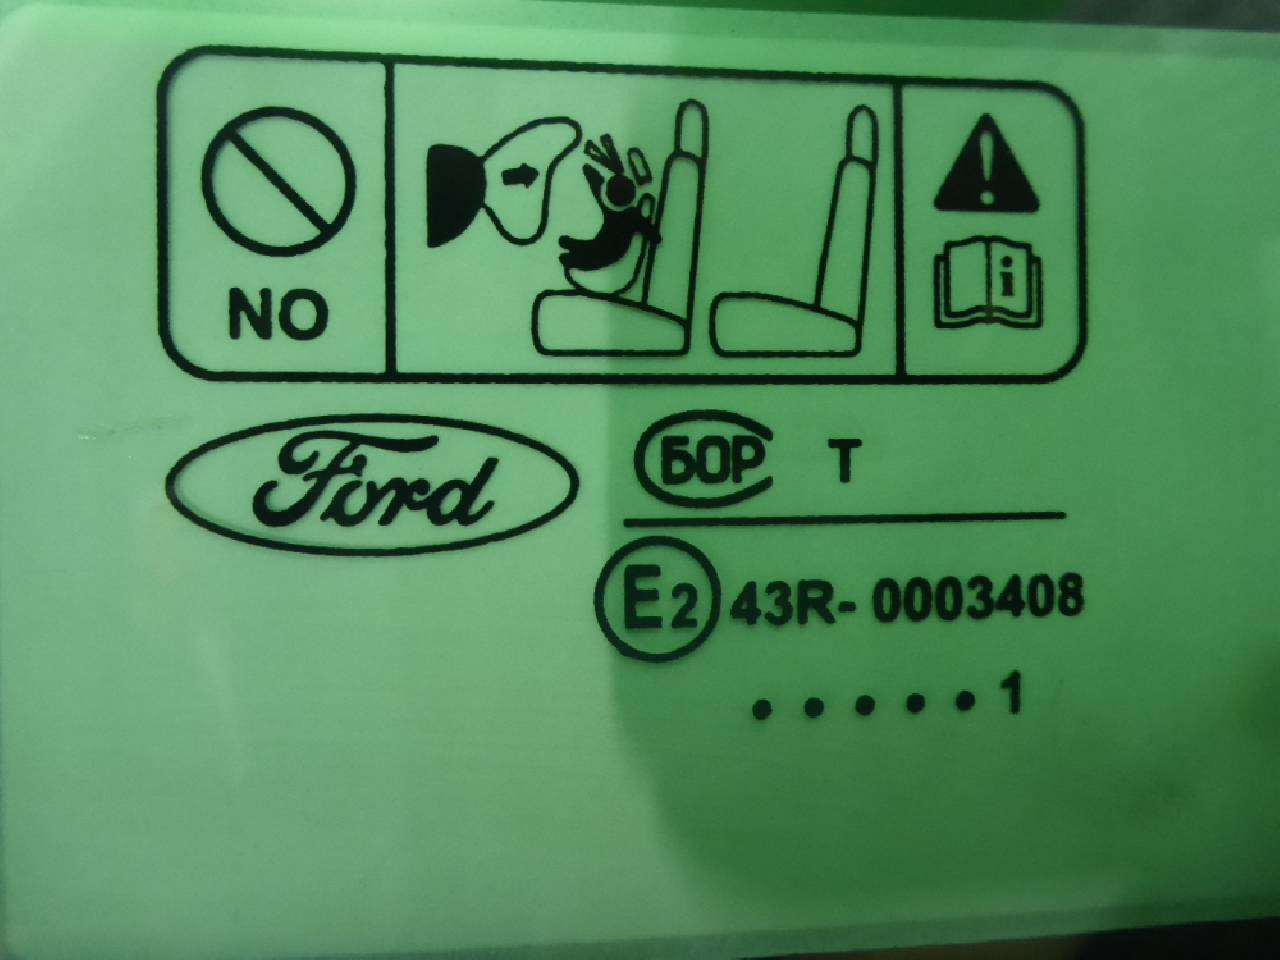 NO
i
Ford
БОР T
E2 43R- 0003408
.....1